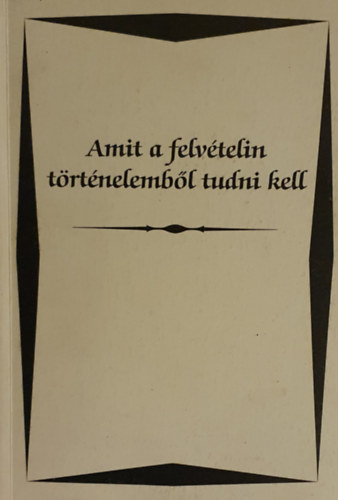 Amit a felvételin
történelemből tudni kell